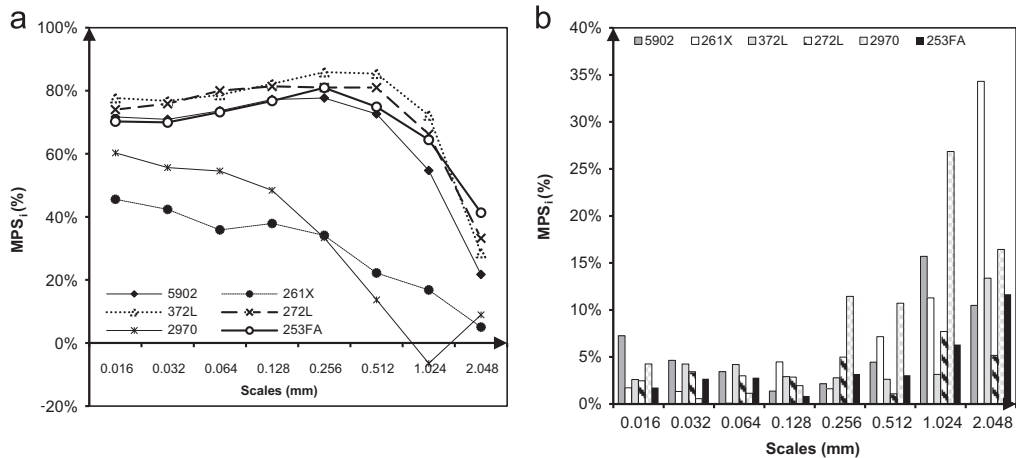 a
100%
80%
60%
40%
20%
0%
-20%
MPSi (%)
5902 261X
372L 272L
2970 253FA
0.016 0.032 0.064 0.128 0.256 0.512 1.024 2.048
Scales (mm)
b
40%
35%
30%
25%
20%
15%
10%
5%
0%
MPSi (%)
5902 261X 372L 272L 2970 253FA
0.016 0.032 0.064 0.128 0.256 0.512 1.024 2.048
Scales (mm)